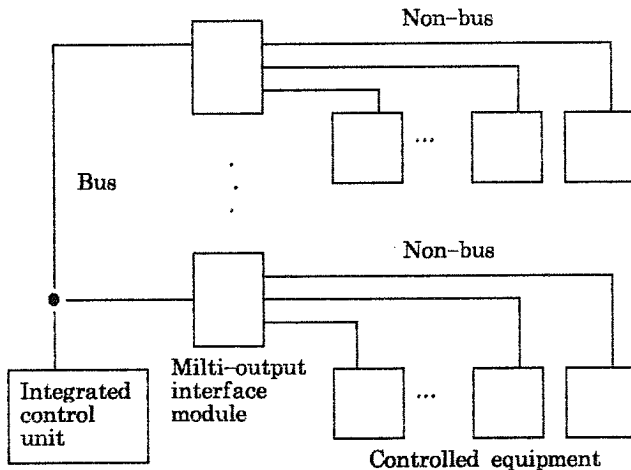 Non-bus
...
Bus
Non-bus
Milti-output
interface
module
Integrated
control
unit
...
Controlled equipment